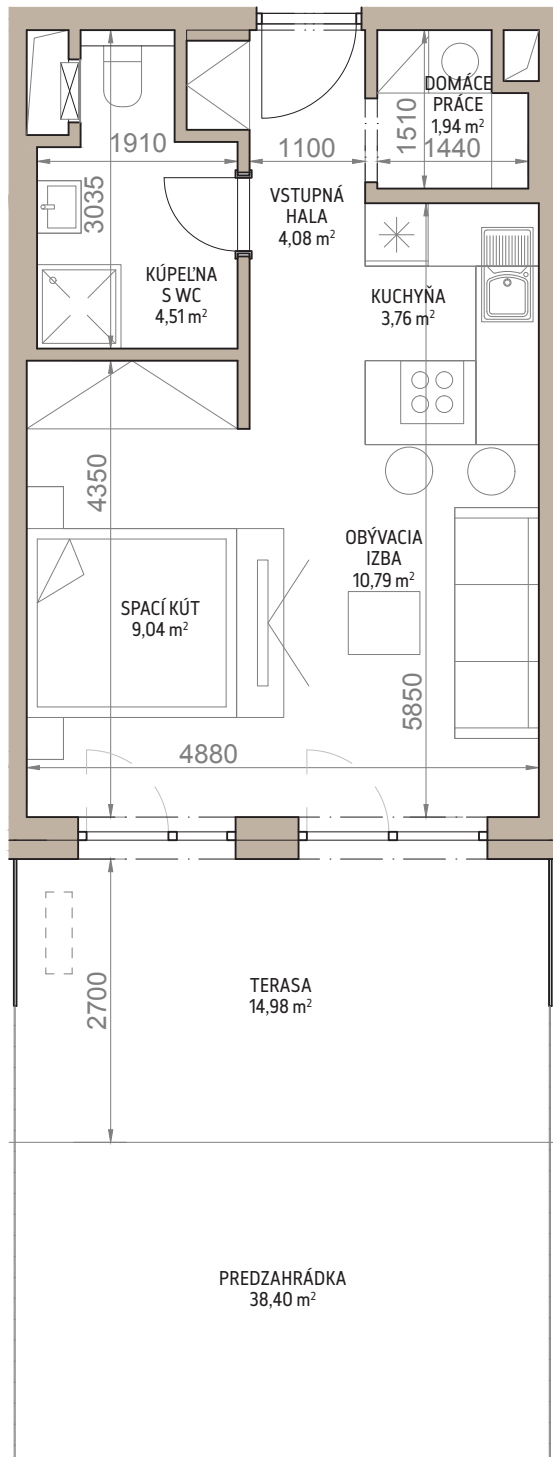 DOMÁCE
PRÁCE
1,94 m²
1510
1440
1910
1100
3035
VSTUPNÁ
HALA
4,08 m²
KÚPEĽNA
S WC
4,51 m²
KUCHYŇA
3,76 m²
4350
OBÝVACIA
IZBA
10,79 m²
SPACÍ KÚT
9,04 m²
5850
4880
2700
TERASA
14,98 m²
PREDZAHRÁDKA
38,40 m²